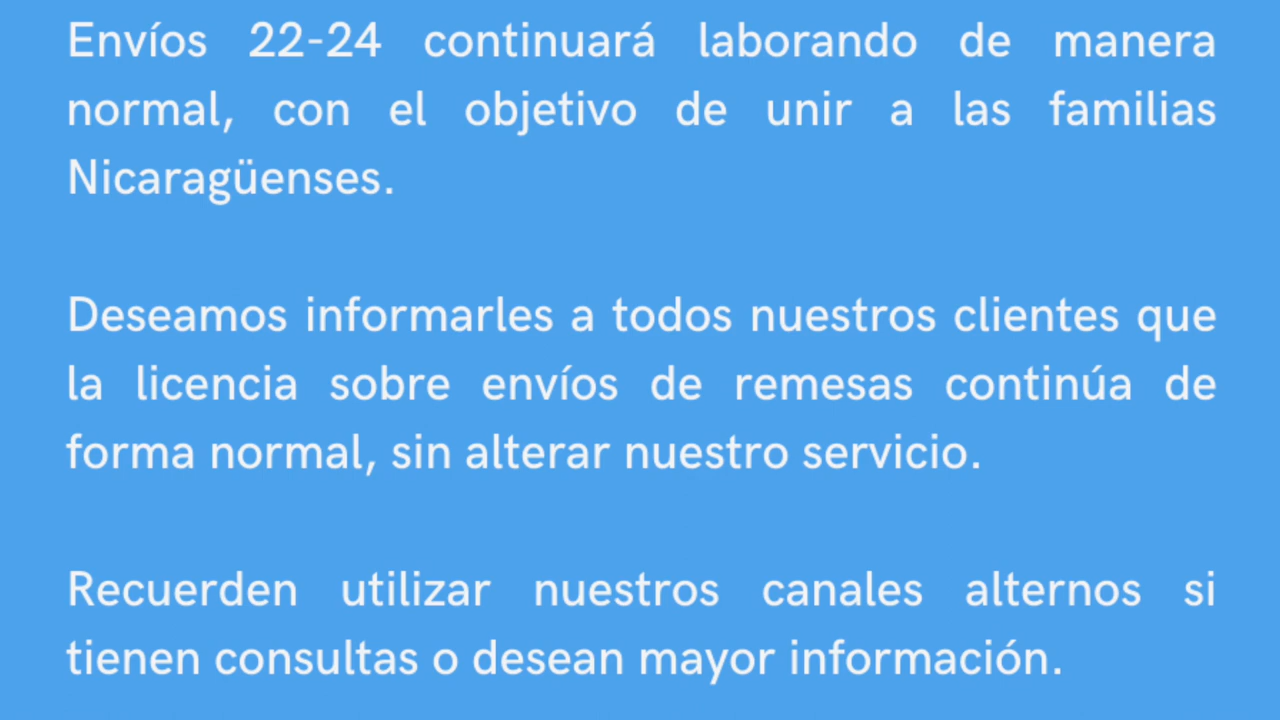 Envíos 22-24 continuará laborando de manera
normal, con el objetivo de unir a las familias
Nicaragüenses.
Deseamos informarles a todos nuestros clientes que
la licencia sobre envíos de remesas continúa de
forma normal, sin alterar nuestro servicio.
Recuerden utilizar nuestros canales alternos si
tienen consultas o desean mayor información.